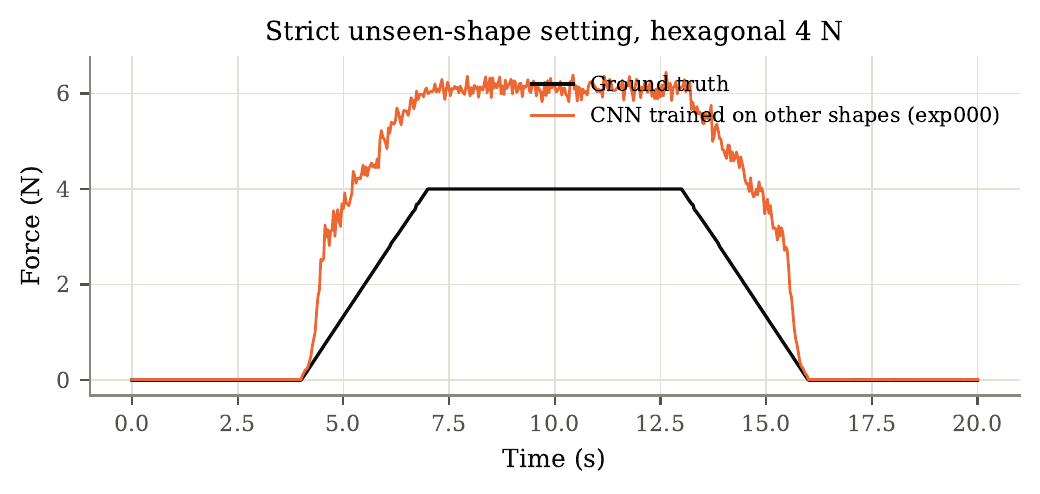 Strict unseen-shape setting, hexagonal 4 N
Ground truth
CNN trained on other shapes (exp000)
Force (N)
6
4
2
0
0.0 2.5 5.0 7.5 10.0 12.5 15.0 17.5 20.0
Time (s)